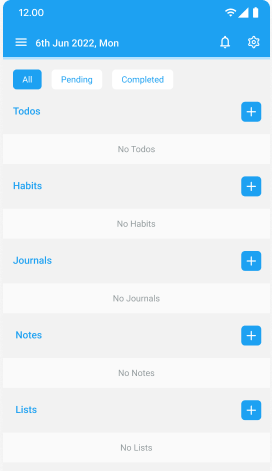 12.00
6th Jun 2022, Mon
All Pending Completed
Todos
No Todos
Habits
No Habits
Journals
No Journals
Notes
No Notes
Lists
No Lists